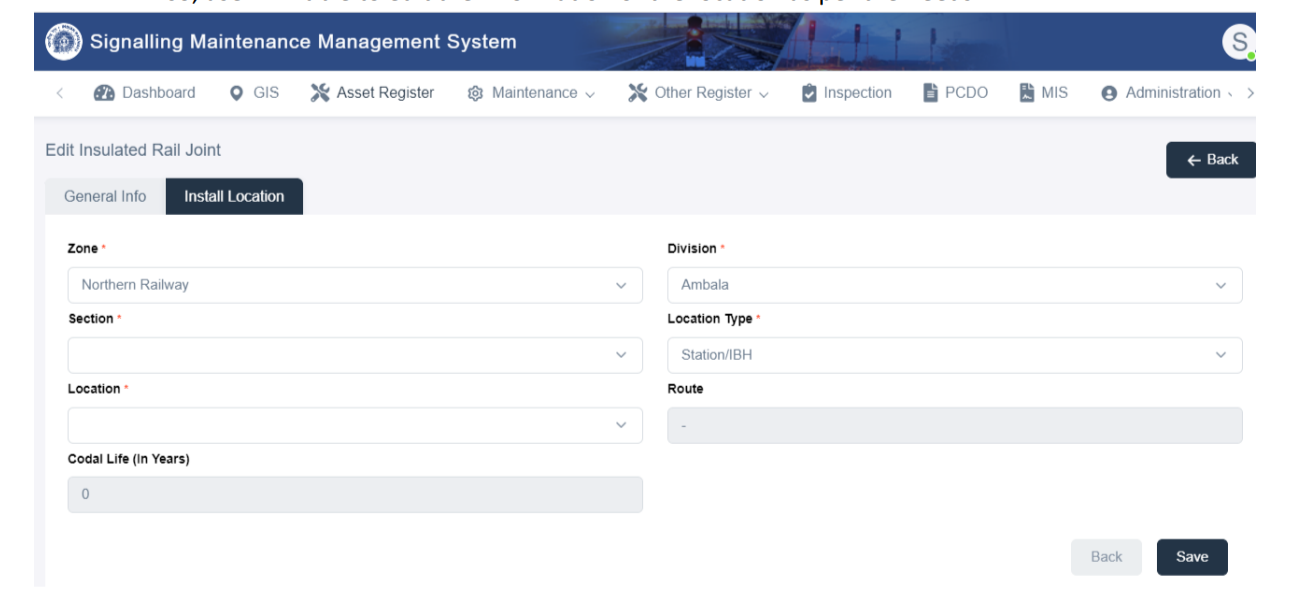 Signalling Maintenance Management System
S
Dashboard GIS Asset Register Maintenance Other Register Inspection PCDO MIS Administration
Edit Insulated Rail Joint
← Back
General Info Install Location
Zone * Division *
Northern Railway Ambala
Section * Location Type *
Station/IBH
Location * Route
-
Codal Life (In Years)
0
Back Save